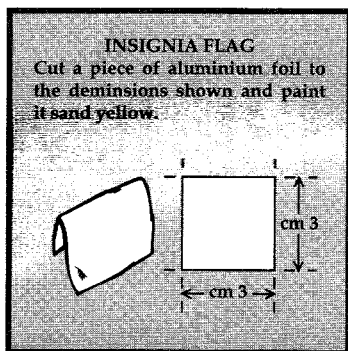 INSIGNIA FLAG
Cut a piece of aluminium foil to
the deminsions shown and paint
it sand yellow.
cm 3
cm 3